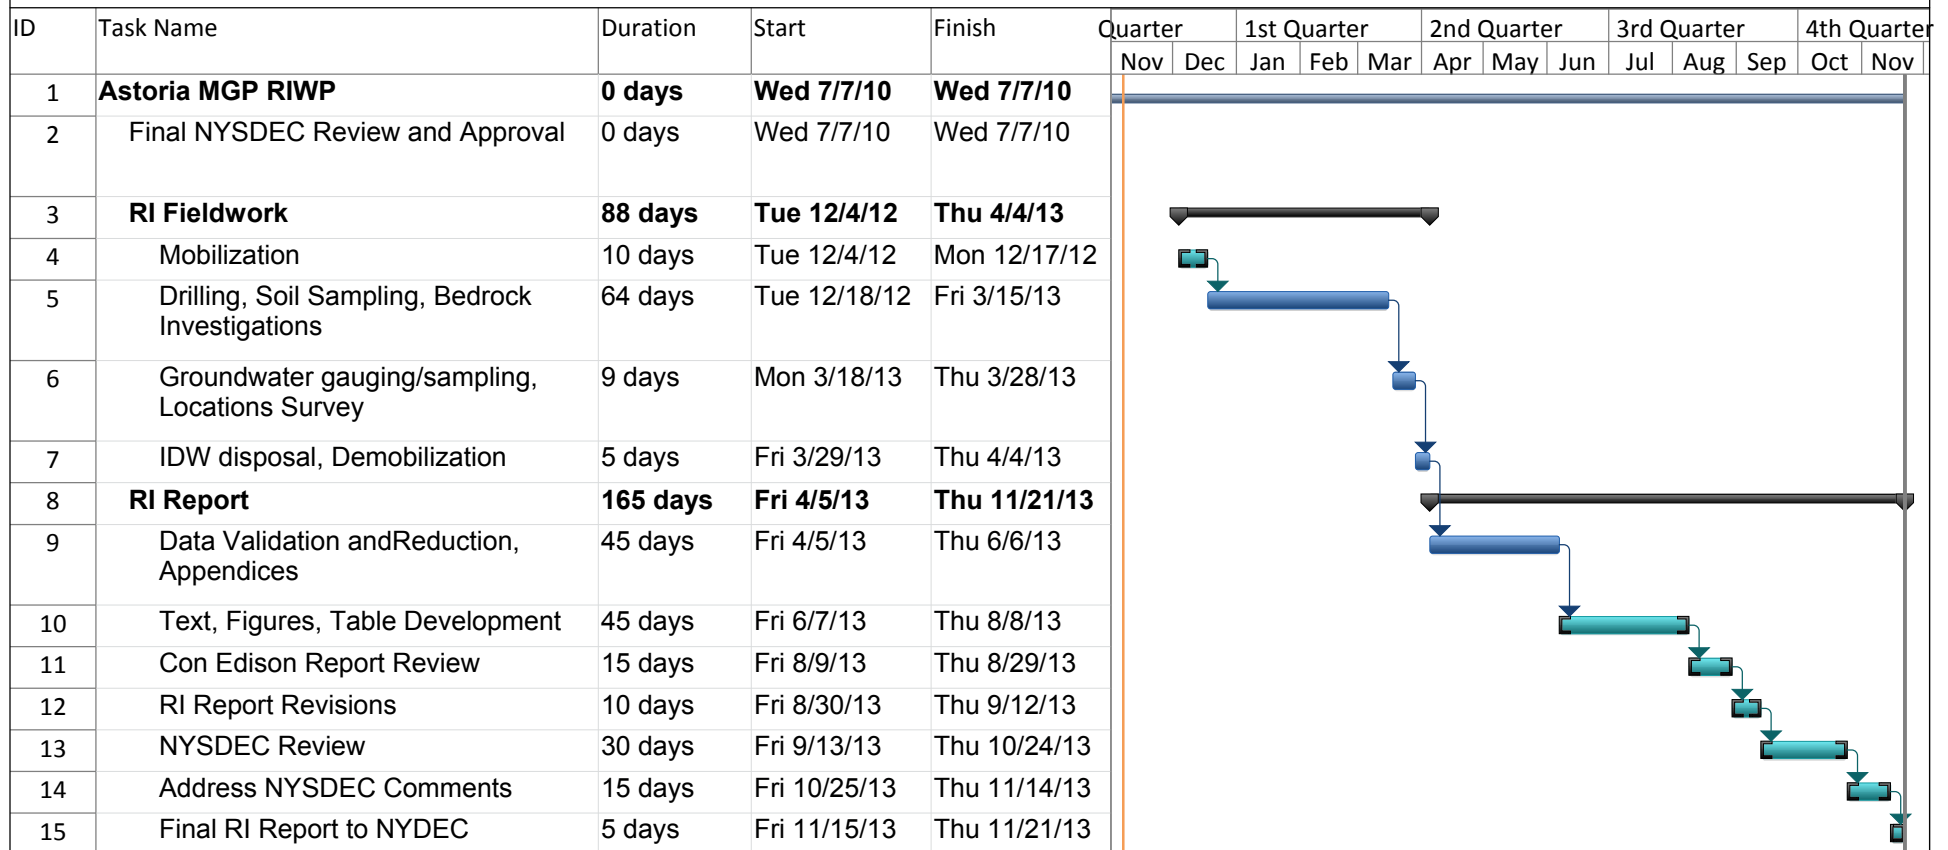 ID Task Name Duration Start Finish Quarter 1st Quarter 2nd Quarter 3rd Quarter 4th Quarter
Nov Dec Jan Feb Mar Apr May Jun Jul Aug Sep Oct Nov
1 Astoria MGP RIWP 0 days Wed 7/7/10 Wed 7/7/10
2 Final NYSDEC Review and Approval 0 days Wed 7/7/10 Wed 7/7/10
3 RI Fieldwork 88 days Tue 12/4/12 Thu 4/4/13
4 Mobilization 10 days Tue 12/4/12 Mon 12/17/12
5 Drilling, Soil Sampling, Bedrock 64 days Tue 12/18/12 Fri 3/15/13
Investigations
6 Groundwater gauging/sampling, 9 days Mon 3/18/13 Thu 3/28/13
Locations Survey
7 IDW disposal, Demobilization 5 days Fri 3/29/13 Thu 4/4/13
8 RI Report 165 days Fri 4/5/13 Thu 11/21/13
9 Data Validation andReduction, 45 days Fri 4/5/13 Thu 6/6/13
Appendices
10 Text, Figures, Table Development 45 days Fri 6/7/13 Thu 8/8/13
11 Con Edison Report Review 15 days Fri 8/9/13 Thu 8/29/13
12 RI Report Revisions 10 days Fri 8/30/13 Thu 9/12/13
13 NYSDEC Review 30 days Fri 9/13/13 Thu 10/24/13
14 Address NYSDEC Comments 15 days Fri 10/25/13 Thu 11/14/13
15 Final RI Report to NYDEC 5 days Fri 11/15/13 Thu 11/21/13